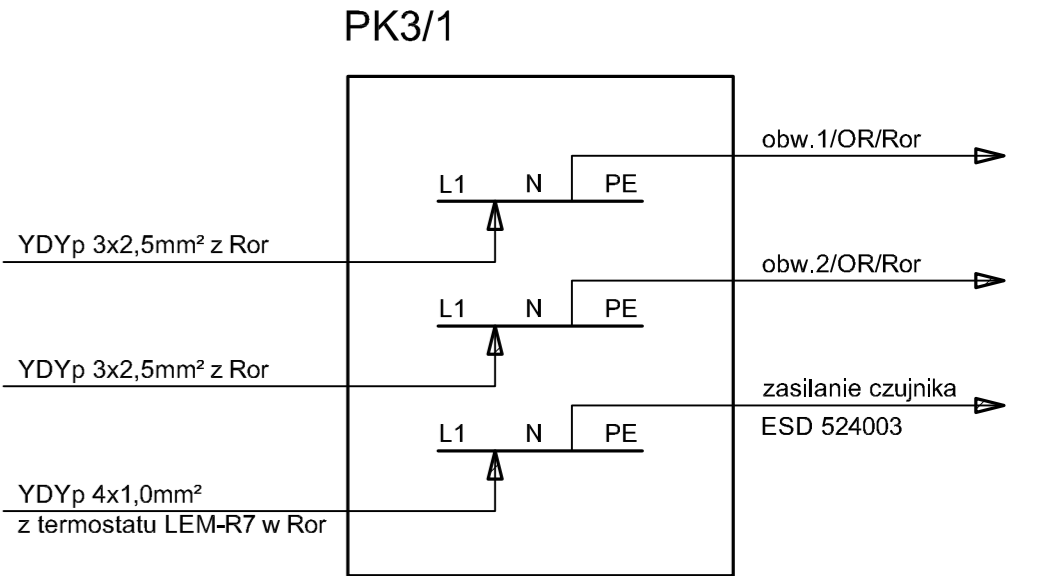 PK3/1
obw.1/OR/Ror
L1 N PE
YDYp 3x2,5mm² z Ror
obw.2/OR/Ror
L1 N PE
YDYp 3x2,5mm² z Ror
zasilanie czujnika
ESD 524003
L1 N PE
YDYp 4x1,0mm²
z termostatu LEM-R7 w Ror